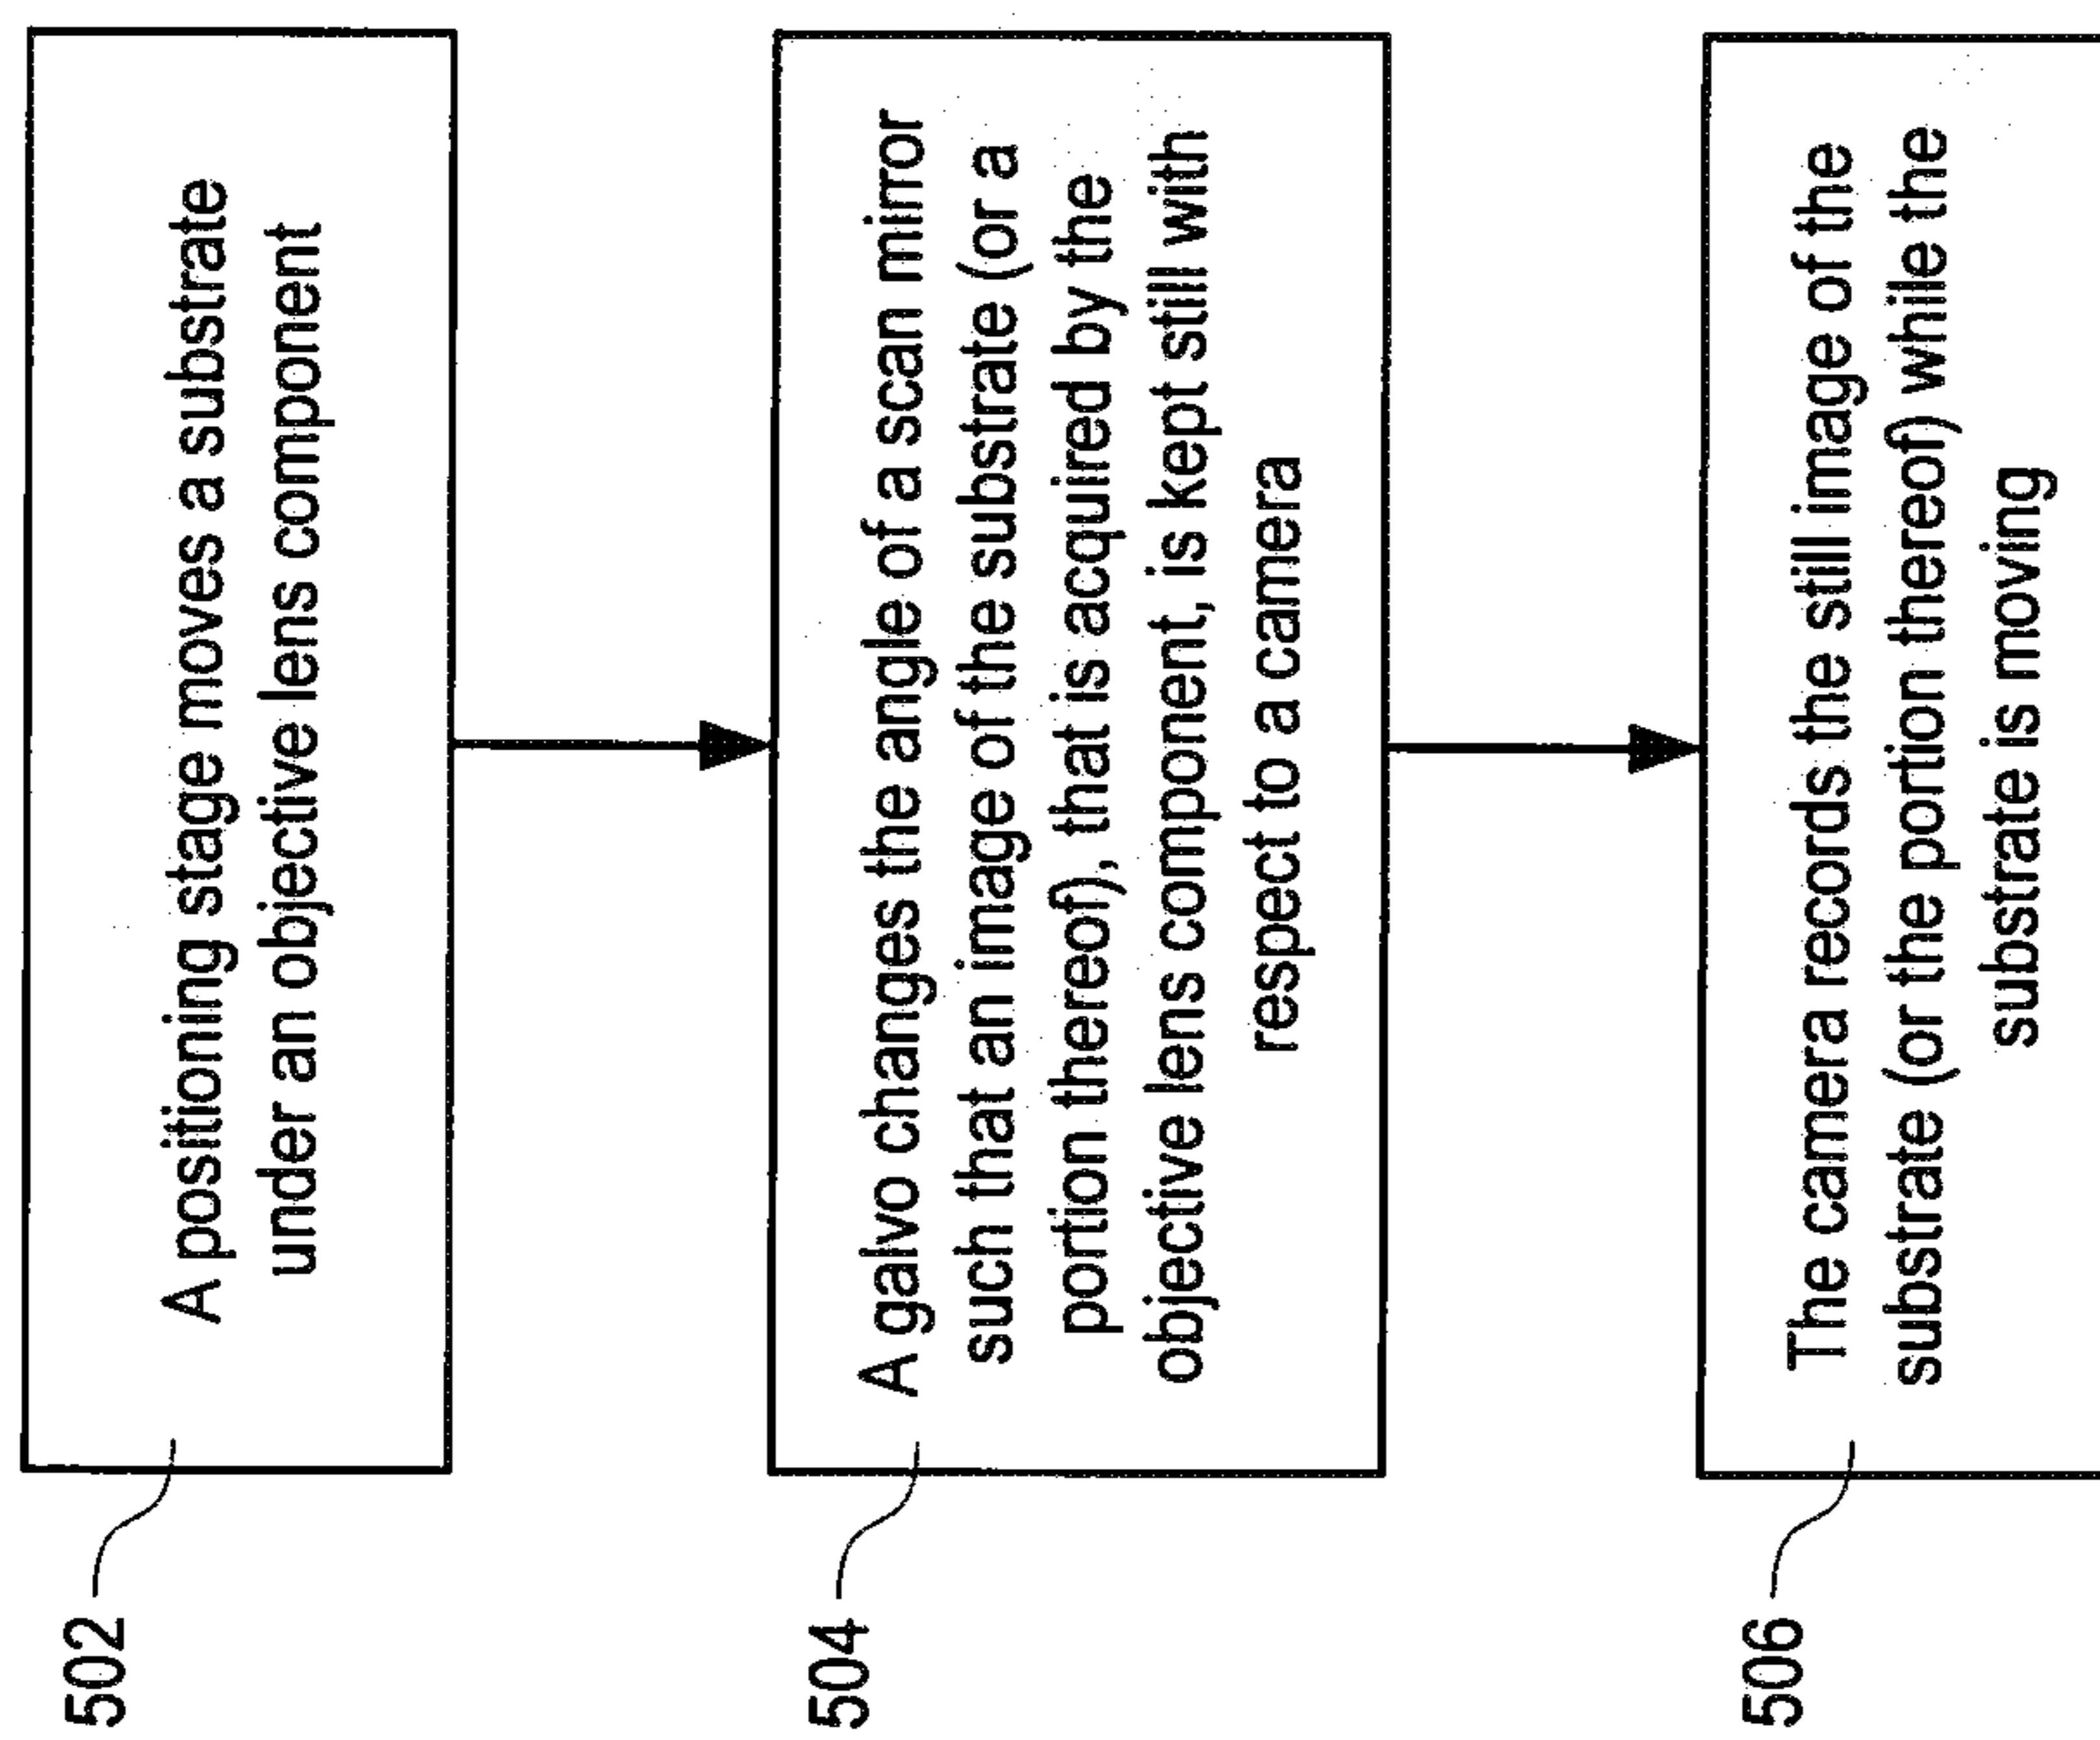 502
A positioning stage moves a substrate
under an objective lens component
504
A galvo changes the angle of a scan mirror
such that an image of the substrate (or a
portion thereof), that is acquired by the
objective lens component, is kept still with
respect to a camera
506
The camera records the still image of the
substrate (or the portion thereof) while the
substrate is moving